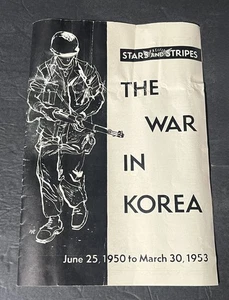 STARS AND STRIPES
THE
WAR
IN
KOREA
June 25, 1950 to March 30, 1953